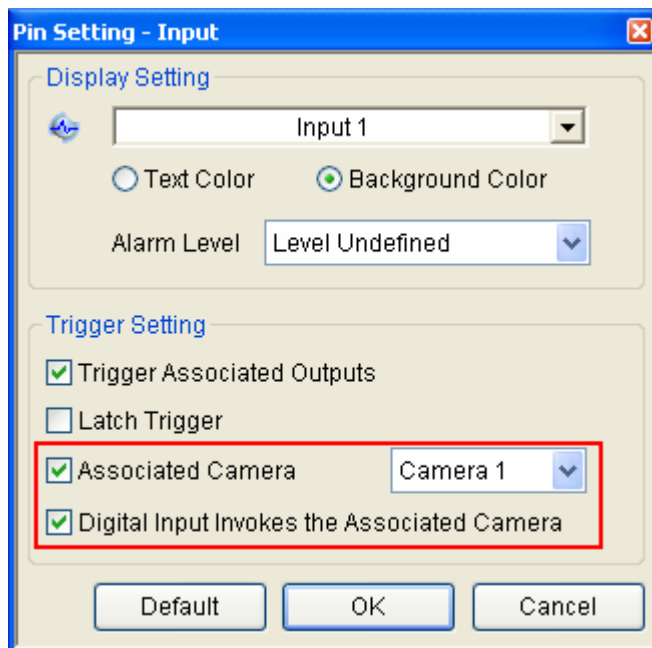 Pin Setting - Input
Display Setting
Input 1
Text Color
Background Color
Alarm Level
Level Undefined
Trigger Setting
Trigger Associated Outputs
Latch Trigger
Associated Camera
Camera 1
Digital Input Invokes the Associated Camera
Default
OK
Cancel